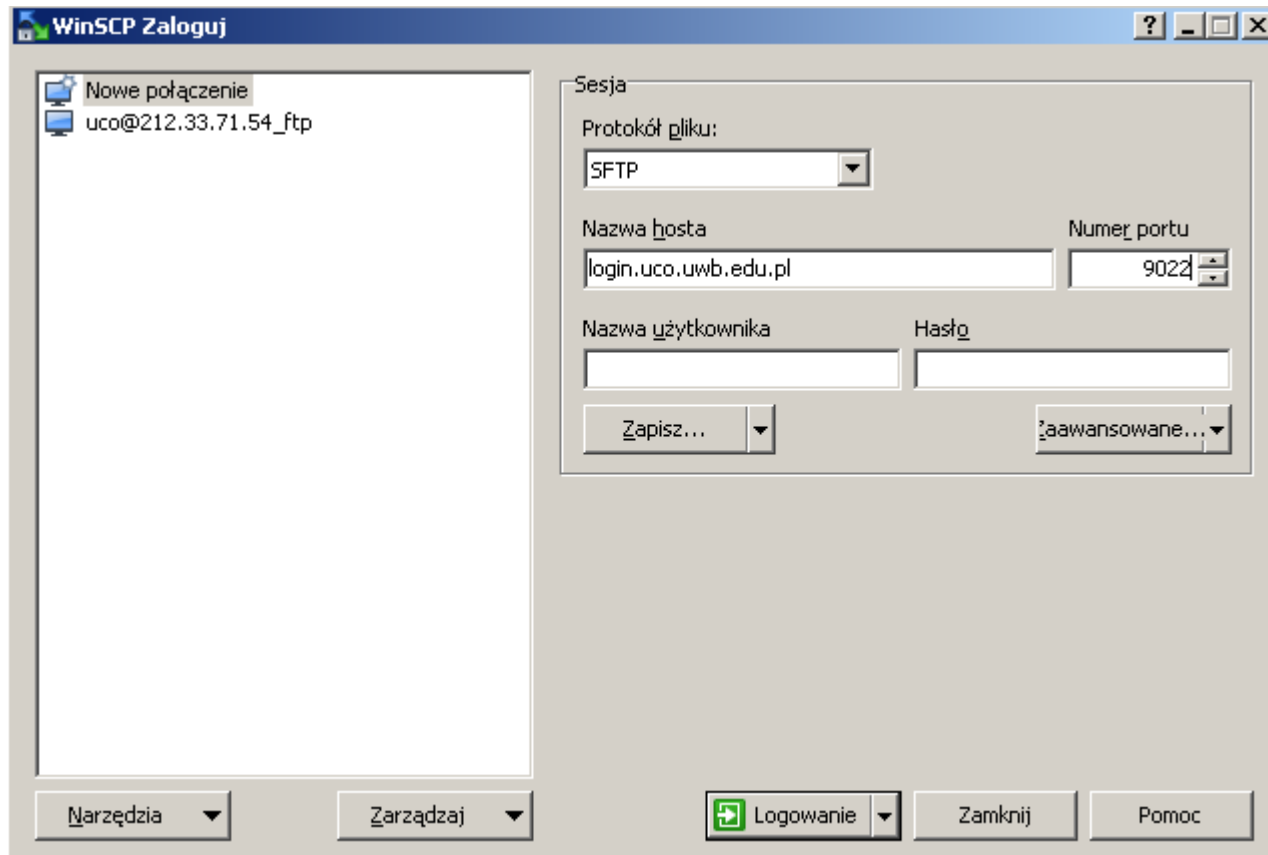 WinSCP Zaloguj
Nowe połączenie
uco@212.33.71.54_ftp
Sesja
Protokół pliku:
SFTP
Nazwa hosta
Numer portu
login.uco.uwb.edu.pl
9022
Nazwa użytkownika
Hasło
Zapisz...
Zaawansowane...
Narzędzia
Zarządzaj
Logowanie
Zamknij
Pomoc